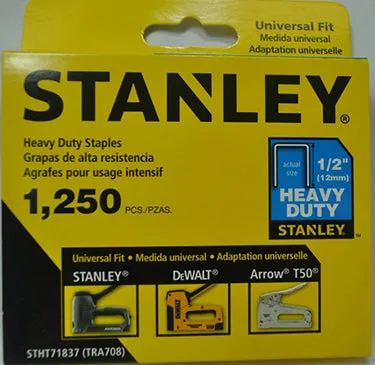 Universal Fit
Medida universal
Adaptation universelle
STANLEY®
Heavy Duty Staples
Grapas de alta resistencia
Agrafes pour usage intensif
1,250 PCS./PZAS.
actual size
1/2"
(12mm)
HEAVY
DUTY
STANLEY™
Universal Fit • Medida universal • Adaptation universelle
STANLEY® DEWALT® Arrow® T50®
DEWALT
STHT71837 (TRA708)